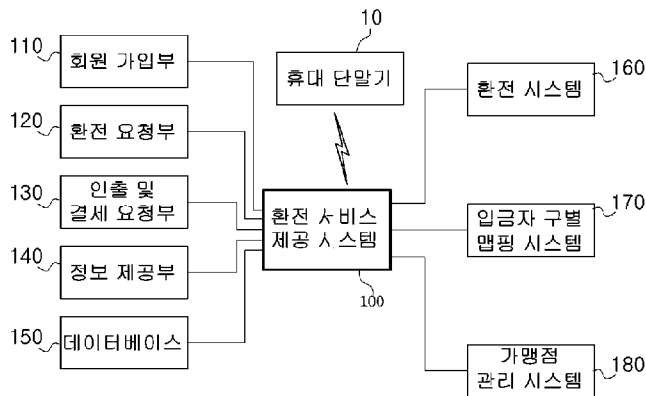 110
회원 가입부
120
환전 요청부
130
인출 및
결세 요청부
140
정보 제공부
150
데이터베이스
10
휴대 단말기
환전 서비스
제공 시스템
100
환전 시스템
160
입금자 구별
맵핑 시스템
170
가맹점
관리 시스템
180